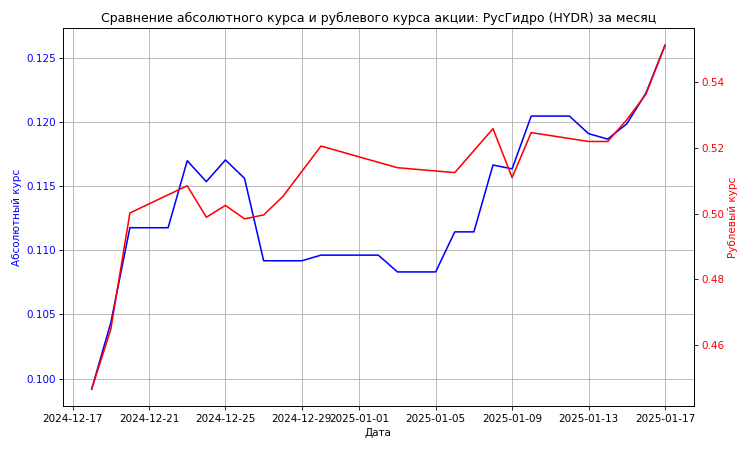 Сравнение абсолютного курса и рублевого курса акции: РусГидро (HYDR) за месяц
Абсолютный курс
0.125
0.120
0.115
0.110
0.105
0.100
0.54
0.52
0.50
0.48
0.46
Рублевый курс
2024-12-17 2024-12-21 2024-12-25 2024-12-29 2025-01-01 2025-01-05 2025-01-09 2025-01-13 2025-01-17
Дата